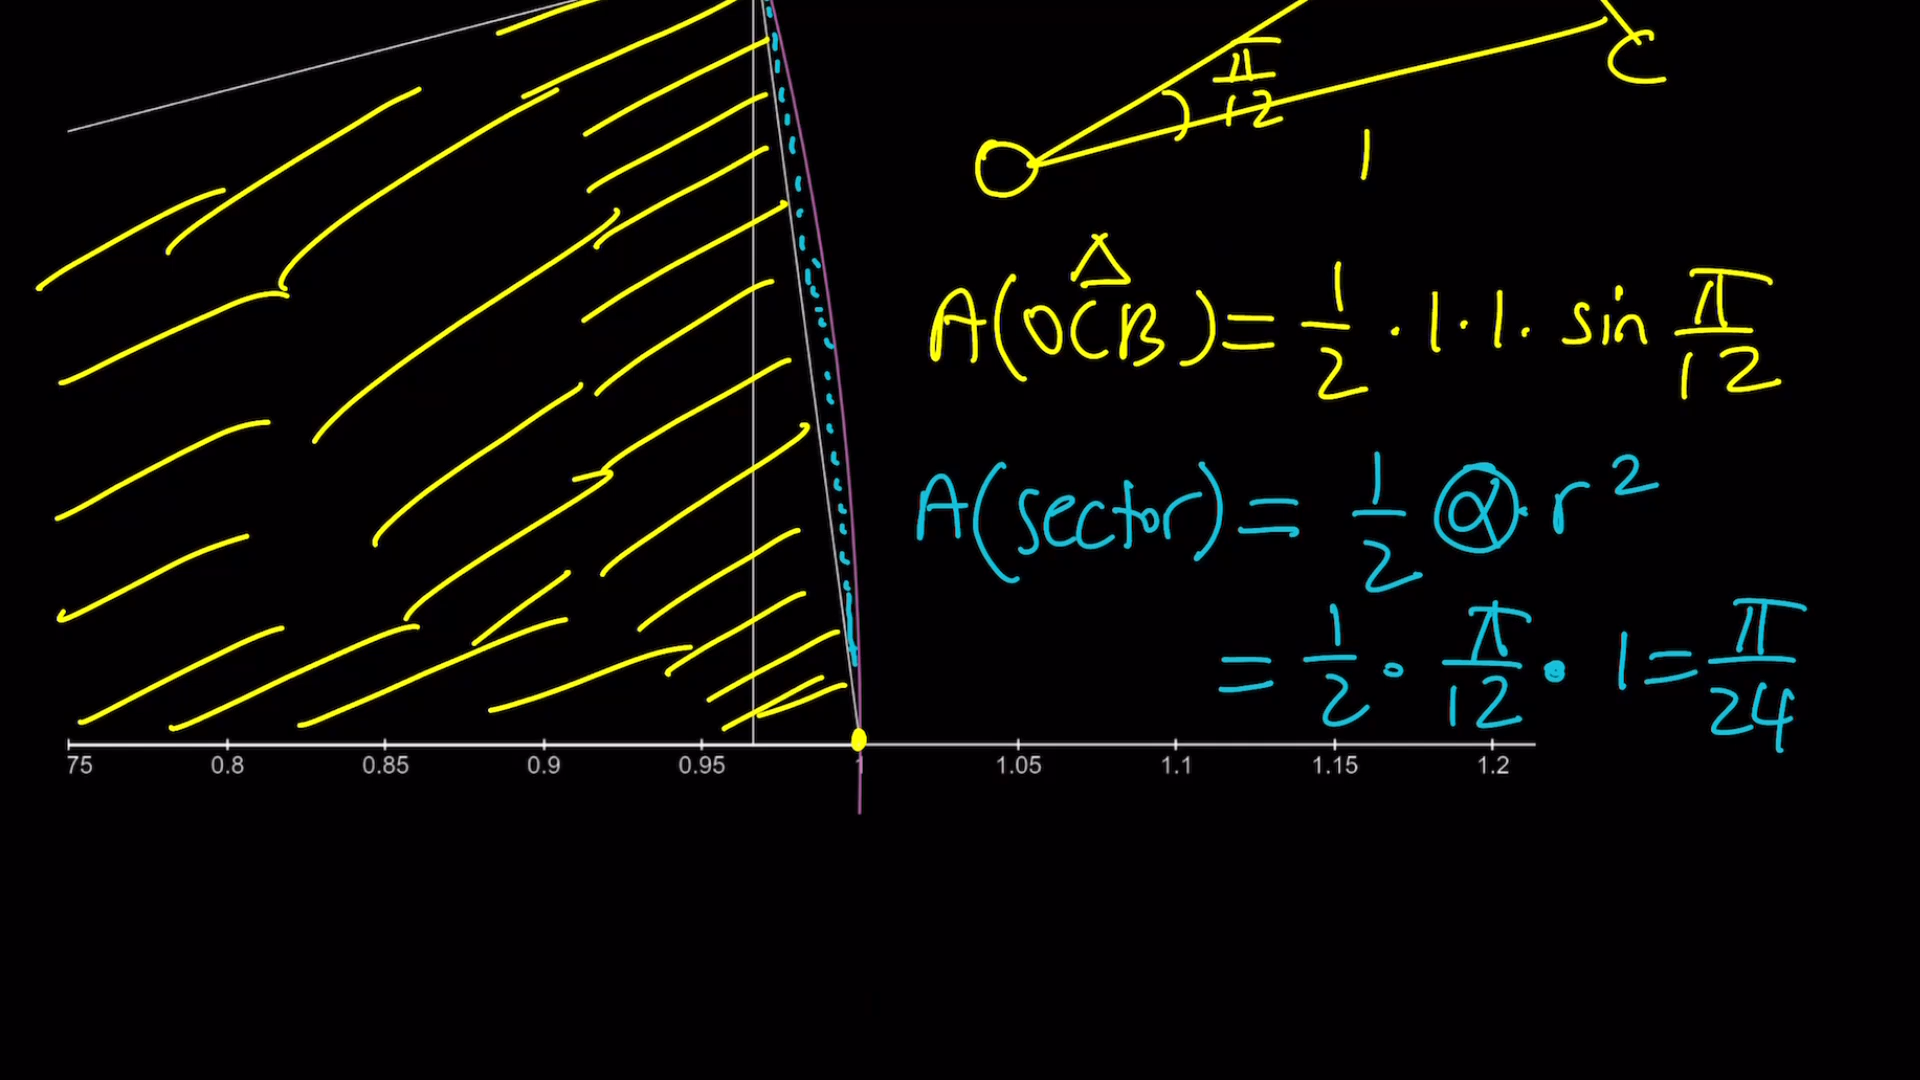 C
π/12
1
A(OCB) = 1/2 · 1 · 1 · sin π/12
△
A(sector) = 1/2 α · r²
= 1/2 · π/12 · 1 = π/24
75 0.8 0.85 0.9 0.95 1 1.05 1.1 1.15 1.2